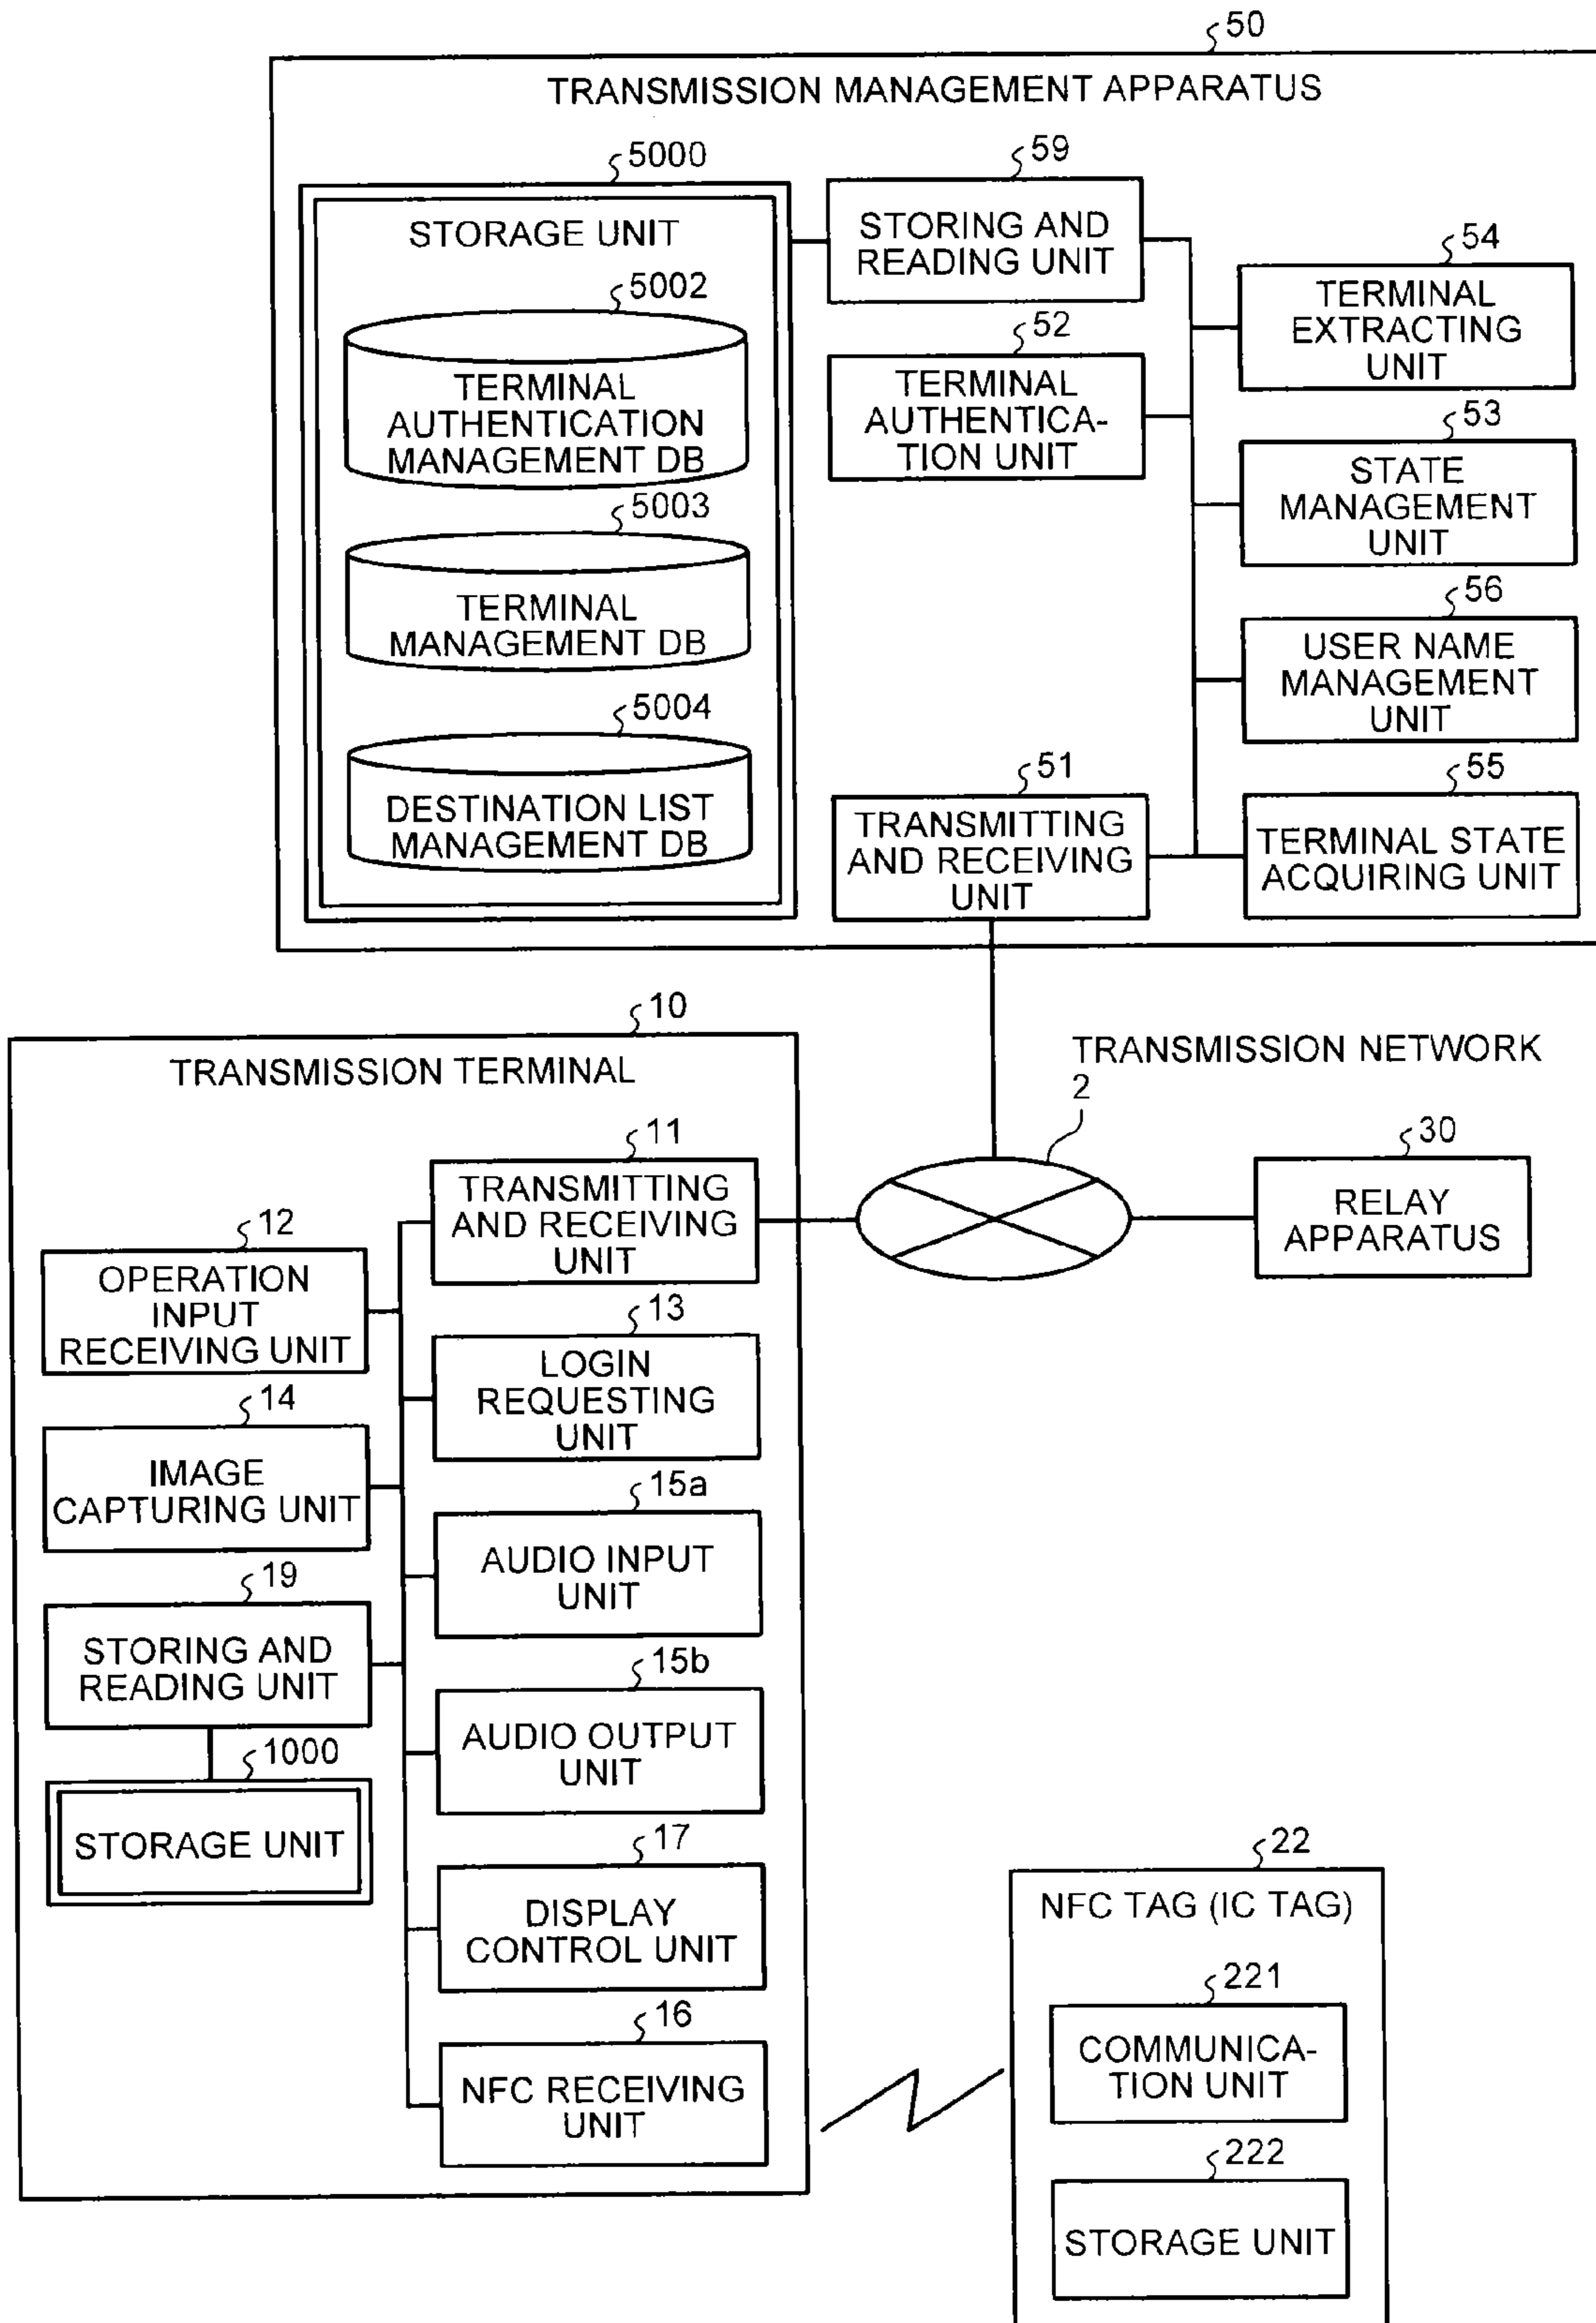 50
TRANSMISSION MANAGEMENT APPARATUS
5000
STORAGE UNIT
5002
TERMINAL
AUTHENTICATION
MANAGEMENT DB
5003
TERMINAL
MANAGEMENT DB
5004
DESTINATION LIST
MANAGEMENT DB
59
STORING AND
READING UNIT
52
TERMINAL
AUTHENTICA-
TION UNIT
51
TRANSMITTING
AND RECEIVING
UNIT
54
TERMINAL
EXTRACTING
UNIT
53
STATE
MANAGEMENT
UNIT
56
USER NAME
MANAGEMENT
UNIT
55
TERMINAL STATE
ACQUIRING UNIT
10
TRANSMISSION TERMINAL
12
OPERATION
INPUT
RECEIVING UNIT
14
IMAGE
CAPTURING UNIT
19
STORING AND
READING UNIT
1000
STORAGE UNIT
11
TRANSMITTING
AND RECEIVING
UNIT
13
LOGIN
REQUESTING
UNIT
15a
AUDIO INPUT
UNIT
15b
AUDIO OUTPUT
UNIT
17
DISPLAY
CONTROL UNIT
16
NFC RECEIVING
UNIT
TRANSMISSION NETWORK
2
30
RELAY
APPARATUS
22
NFC TAG (IC TAG)
221
COMMUNICA-
TION UNIT
222
STORAGE UNIT